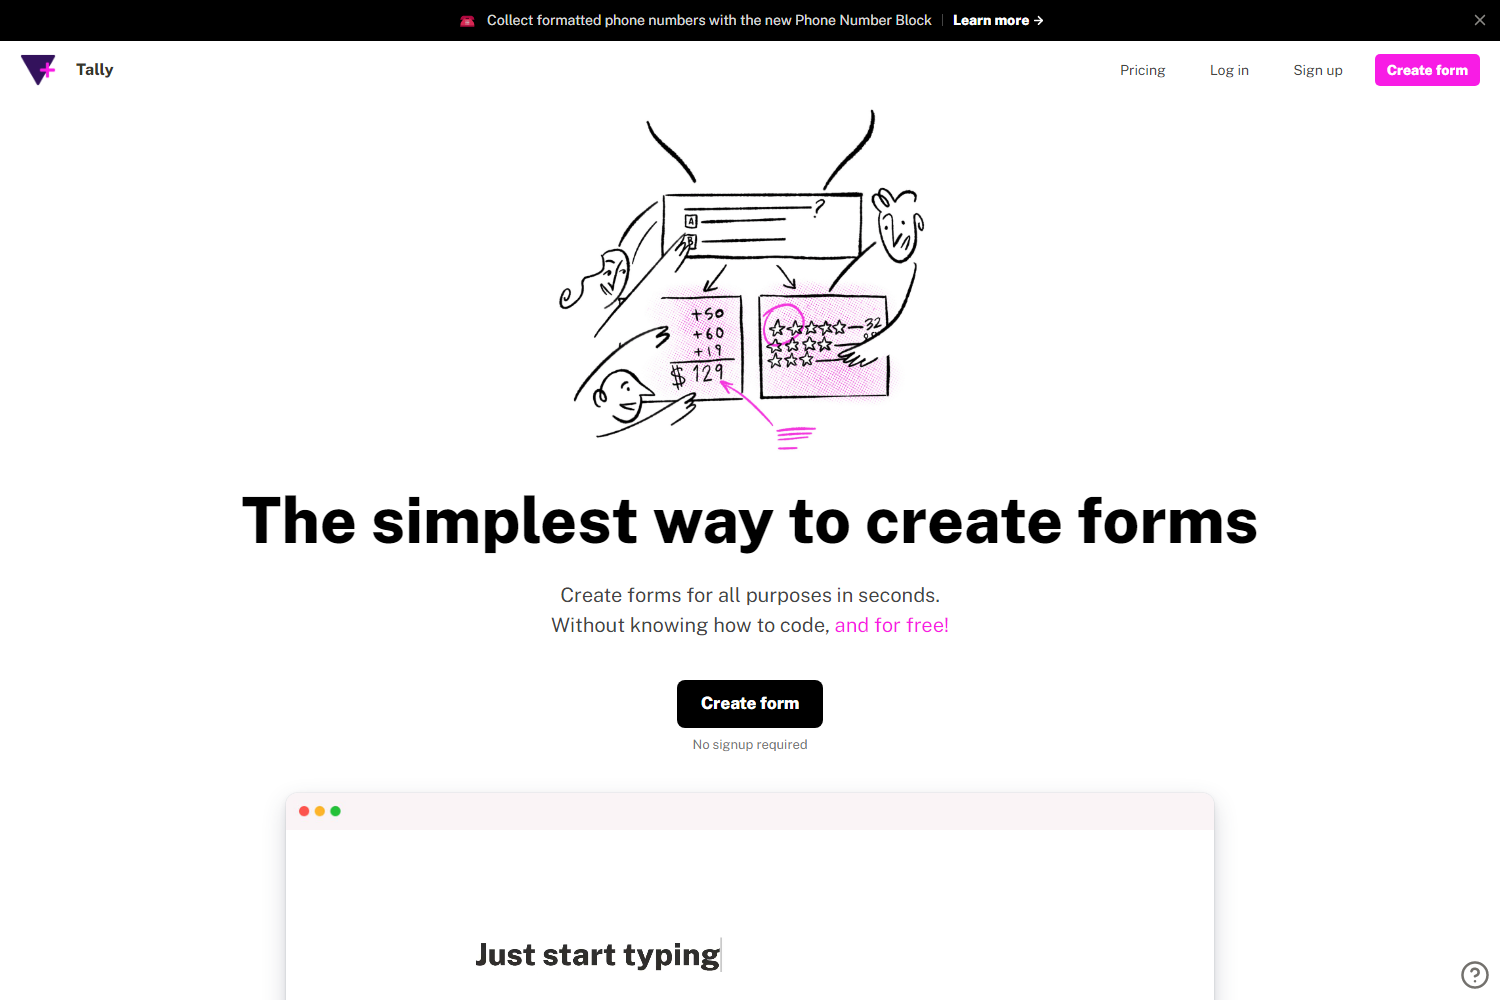 ☎️ Collect formatted phone numbers with the new Phone Number Block | Learn more →
Tally
Pricing
Log in
Sign up
Create form
?
A
B
+50
+60
+19
$129
32
The simplest way to create forms
Create forms for all purposes in seconds.
Without knowing how to code, and for free!
Create form
No signup required
Just start typing
?